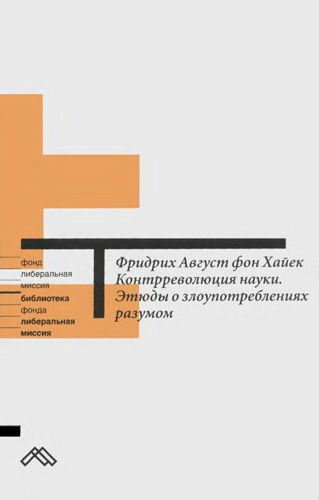 фонд
либеральная
миссия
библиотека
фонда
либеральная
миссия
Фридрих Август фон Хайек
Контрреволюция науки.
Этюды о злоупотреблениях
разумом